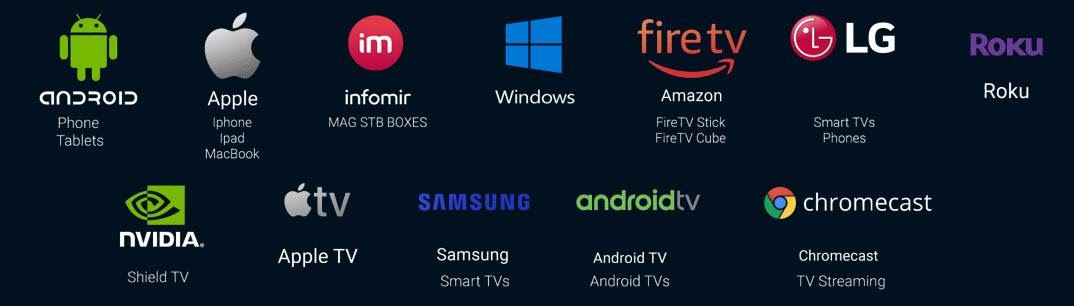 android
Phone
Tablets
Apple
Iphone
Ipad
MacBook
im
infomir
MAG STB BOXES
Windows
firetv
Amazon
FireTV Stick
FireTV Cube
LG
Smart TVs
Phones
Roku
Roku
NVIDIA.
Shield TV
tv
Apple TV
SAMSUNG
Samsung
Smart TVs
androidtv
Android TV
Android TVs
chromecast
Chromecast
TV Streaming